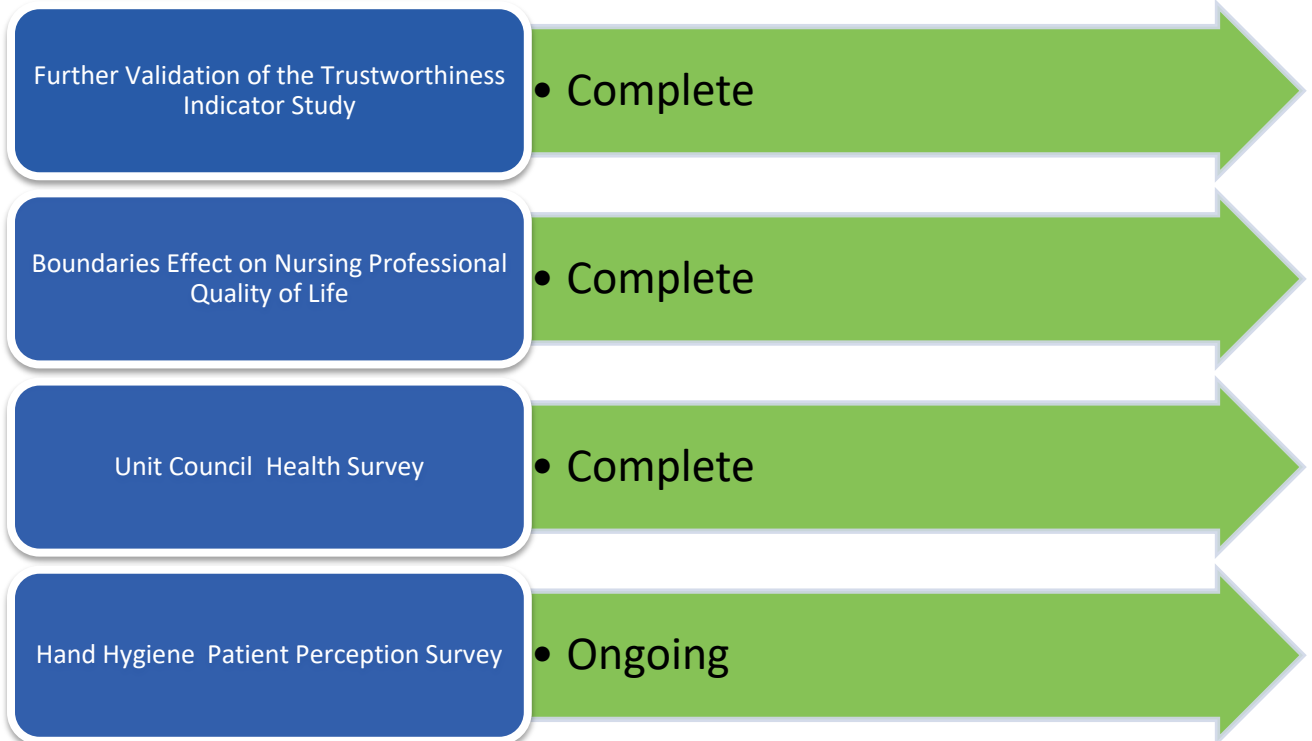 Further Validation of the Trustworthiness
Indicator Study
• Complete
Boundaries Effect on Nursing Professional
Quality of Life
• Complete
Unit Council  Health Survey
• Complete
Hand Hygiene  Patient Perception Survey
• Ongoing